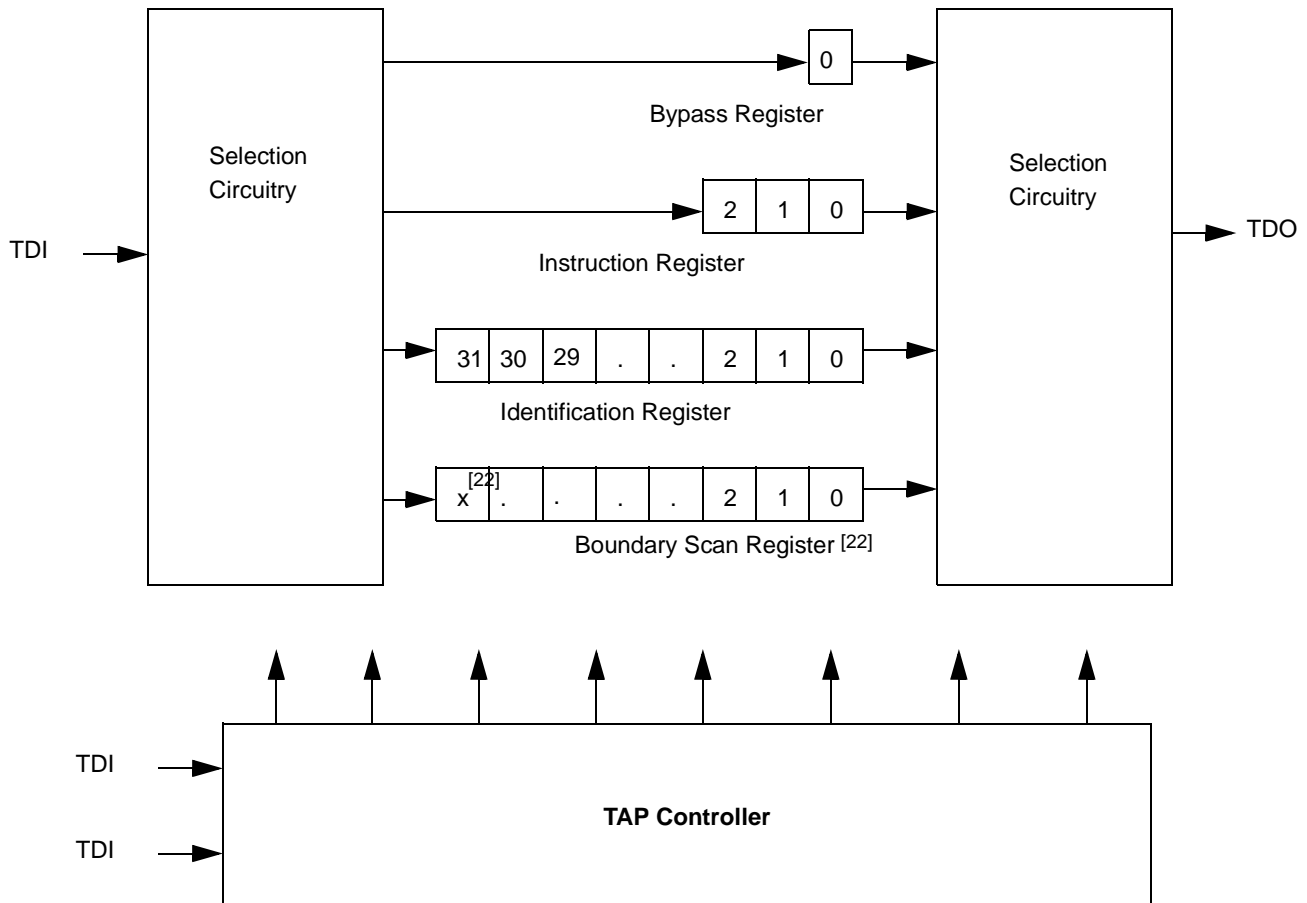 0
Bypass Register
Selection
Circuitry
Selection
Circuitry
2 1 0
TDI
TDO
Instruction Register
31 30 29 . . 2 1 0
Identification Register
x[22] . . . . 2 1 0
Boundary Scan Register [22]
TDI
TAP Controller
TDI